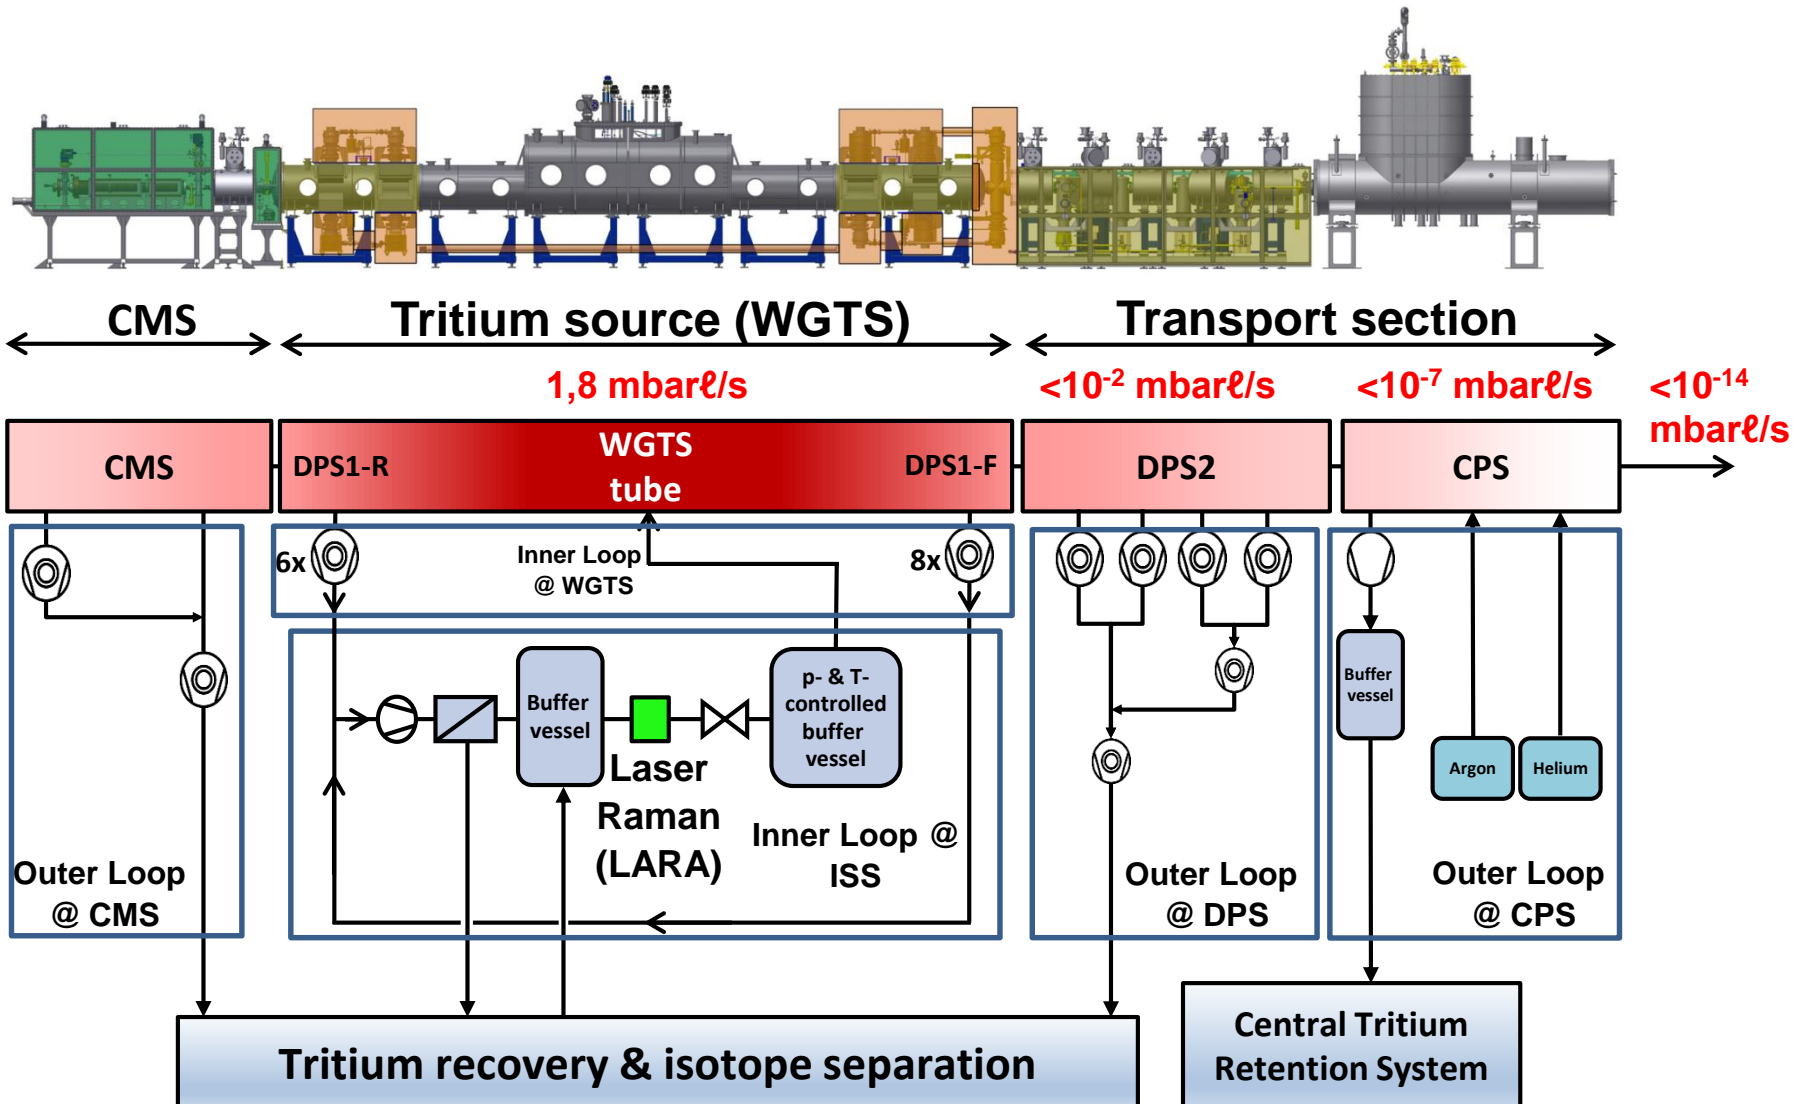 CMS
Tritium source (WGTS)
Transport section
1,8 mbarℓ/s
<10⁻² mbarℓ/s
<10⁻⁷ mbarℓ/s
<10⁻¹⁴
mbarℓ/s
CMS
DPS1-R
WGTS
tube
DPS1-F
DPS2
CPS
6x
Inner Loop
@ WGTS
8x
Buffer
vessel
p- & T-
controlled
buffer
vessel
Buffer
vessel
Laser
Raman
(LARA)
Argon
Helium
Inner Loop @
ISS
Outer Loop
@ CMS
Outer Loop
@ DPS
Outer Loop
@ CPS
Tritium recovery & isotope separation
Central Tritium
Retention System